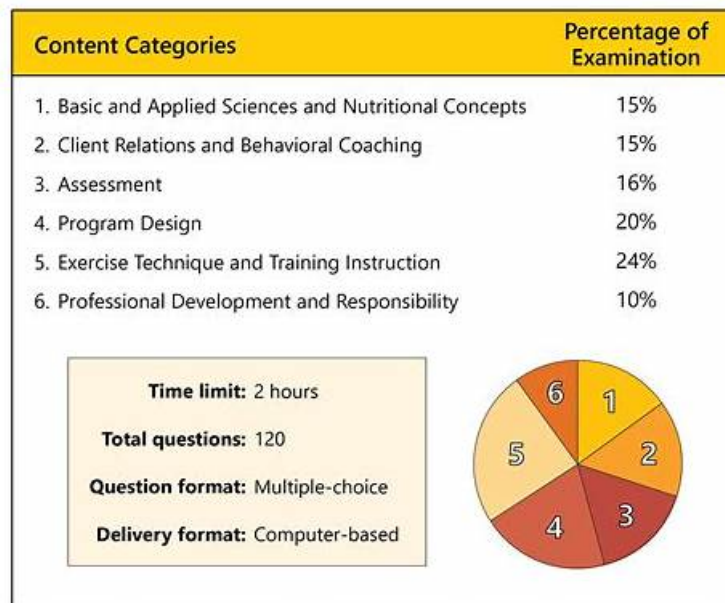 Content Categories
Percentage of
Examination
1. Basic and Applied Sciences and Nutritional Concepts 15%
2. Client Relations and Behavioral Coaching 15%
3. Assessment 16%
4. Program Design 20%
5. Exercise Technique and Training Instruction 24%
6. Professional Development and Responsibility 10%
Time limit: 2 hours
Total questions: 120
Question format: Multiple-choice
Delivery format: Computer-based
6
1
5
2
4
3